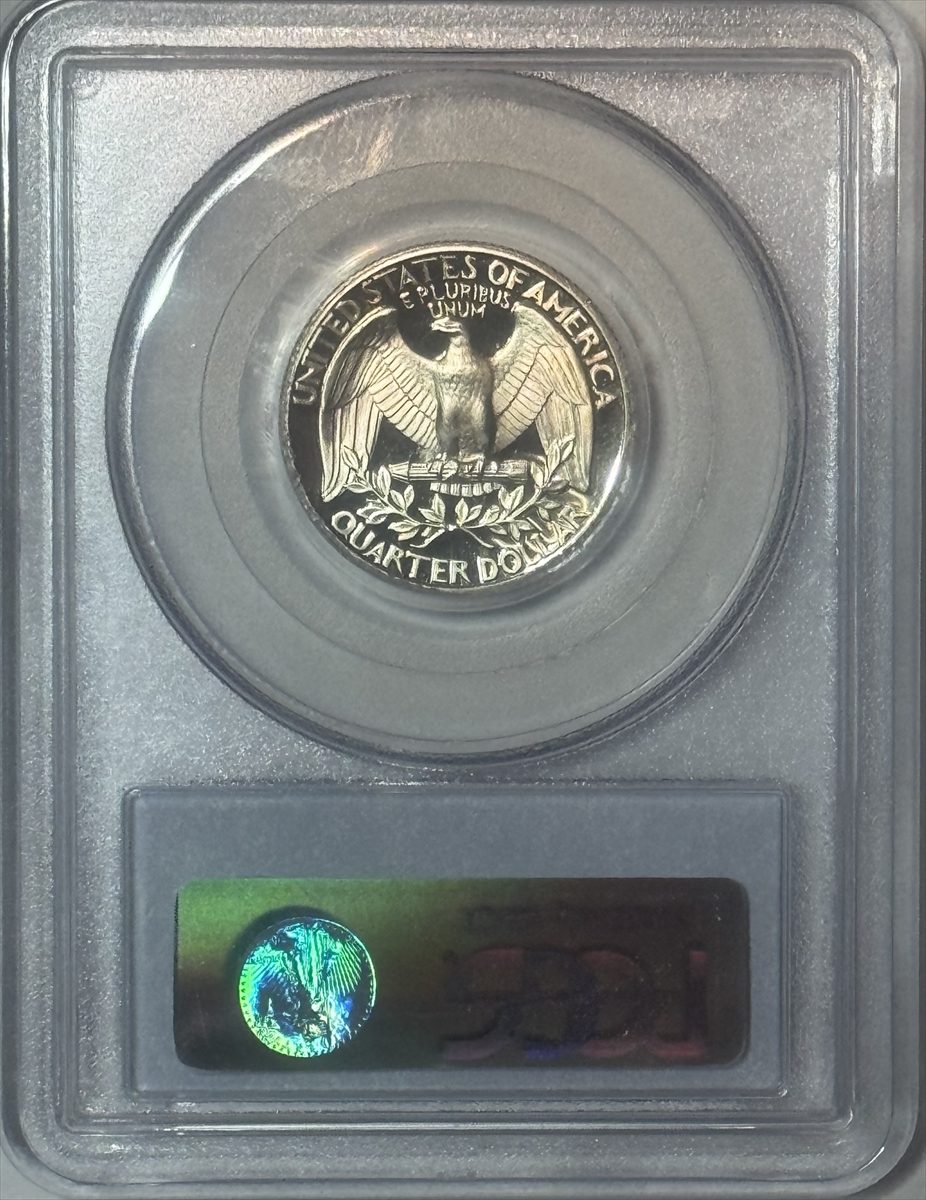 UNITED STATES OF AMERICA
E PLURIBUS
UNUM
QUARTER DOLLAR